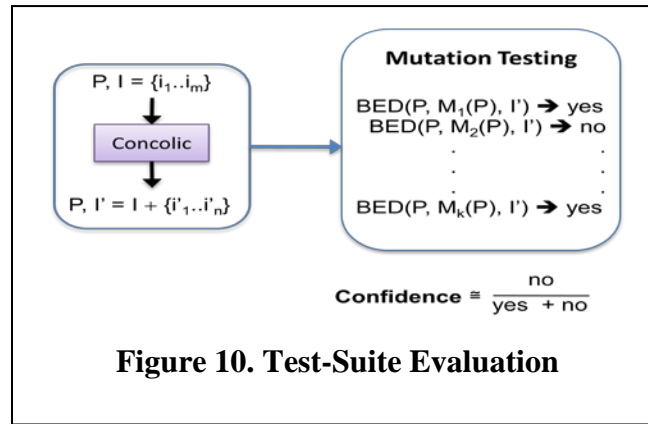 P, I = {i₁..iₘ}
Concolic
P, I' = I + {i'₁..i'ₙ}
Mutation Testing
BED(P, M₁(P), I') ➔ yes
BED(P, M₂(P), I') ➔ no
. .
. .
. .
BED(P, Mₖ(P), I') ➔ yes
Confidence ≅ no
yes + no
Figure 10. Test-Suite Evaluation